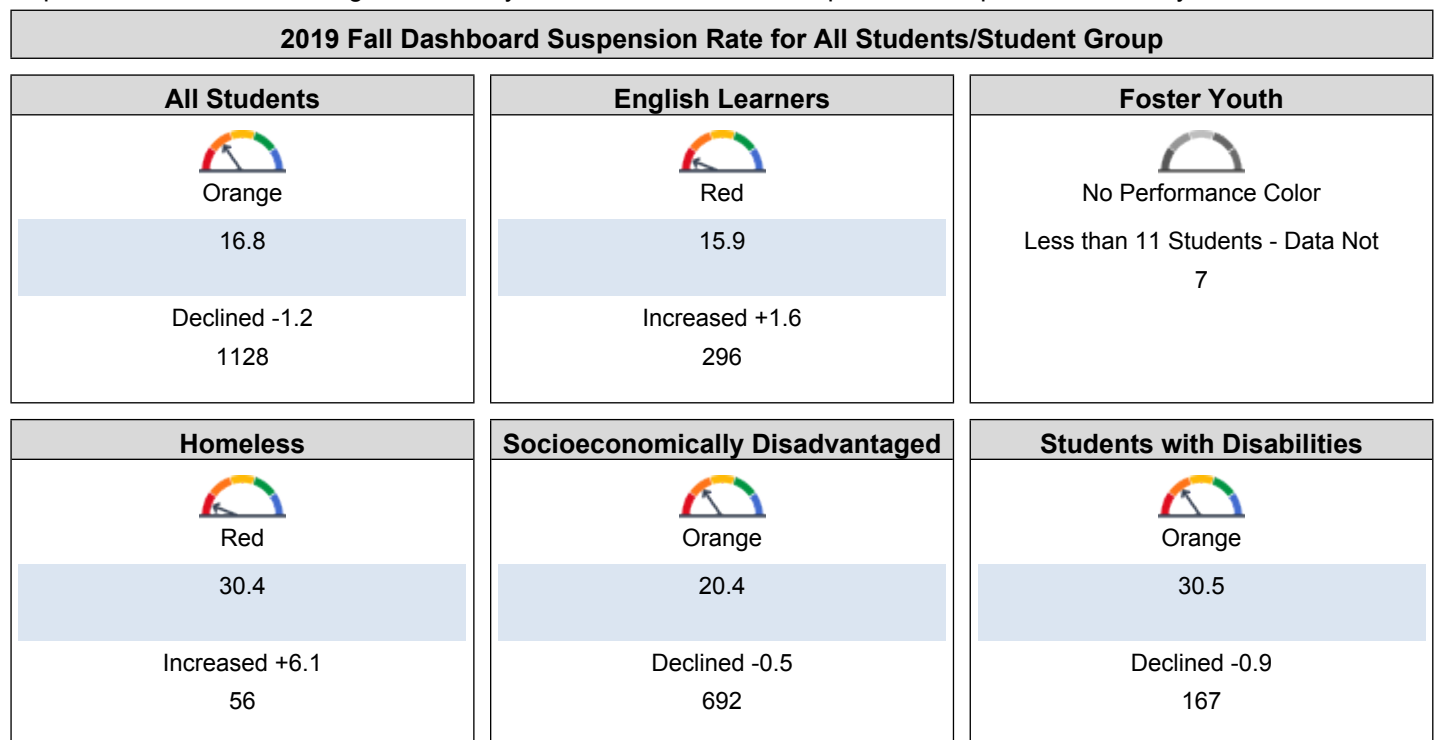 2019 Fall Dashboard Suspension Rate for All Students/Student Group
All Students
Orange
16.8
Declined -1.2
1128
English Learners
Red
15.9
Increased +1.6
296
Foster Youth
No Performance Color
Less than 11 Students - Data Not
7
Homeless
Red
30.4
Increased +6.1
56
Socioeconomically Disadvantaged
Orange
20.4
Declined -0.5
692
Students with Disabilities
Orange
30.5
Declined -0.9
167